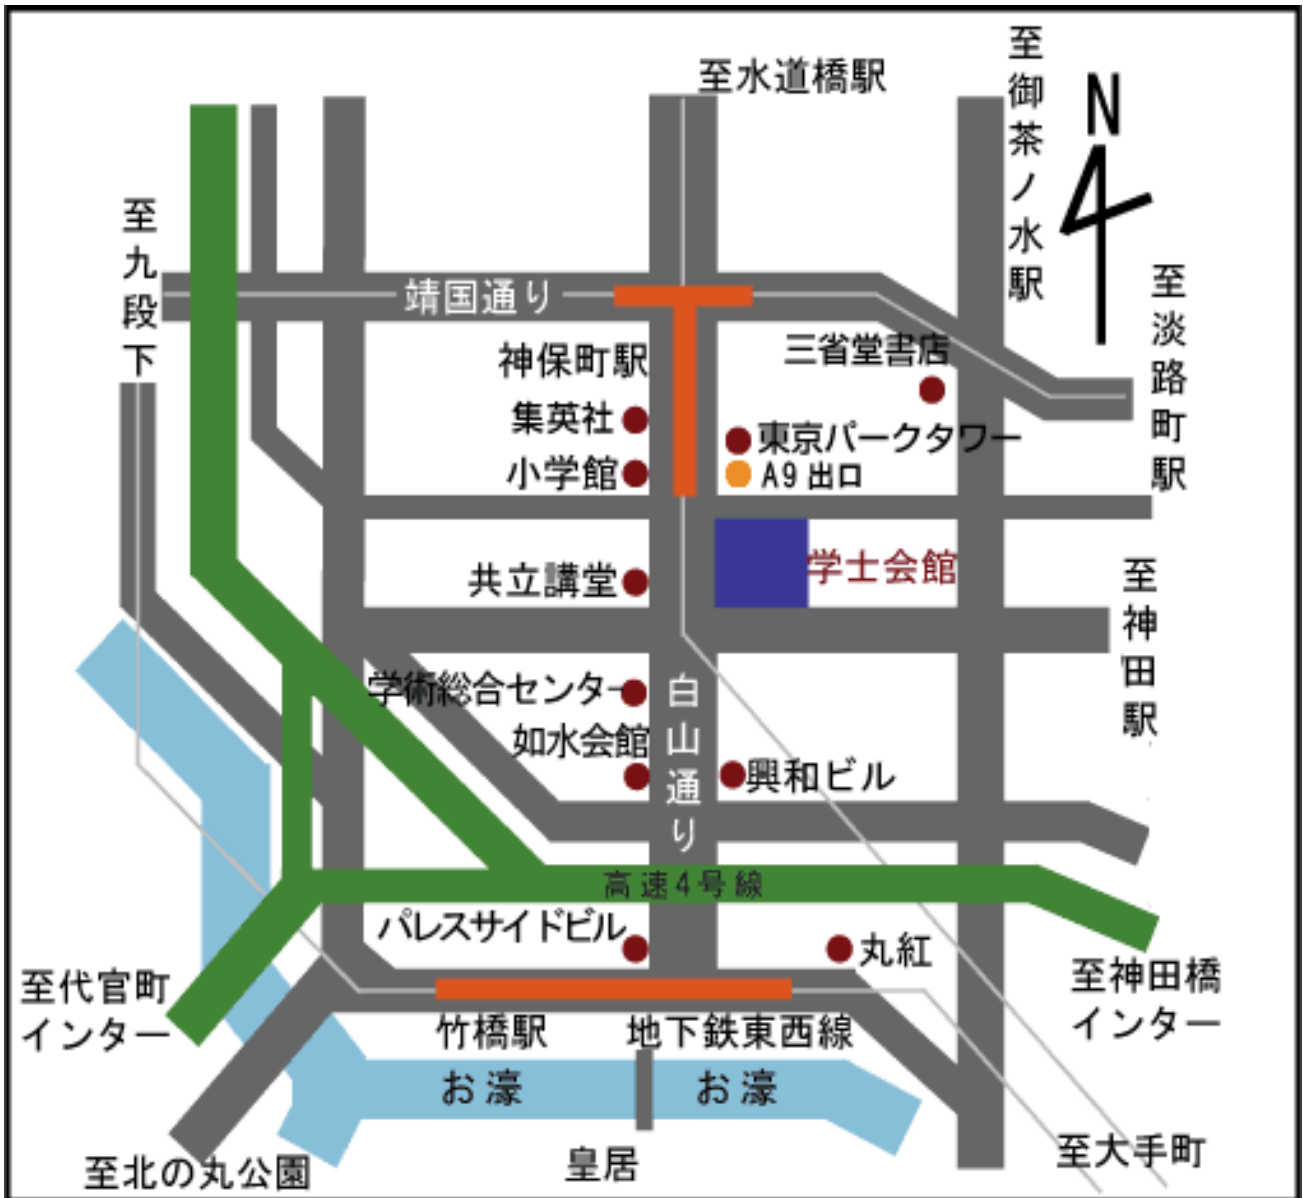 至水道橋駅
至御茶ノ水駅
N
至九段下
靖国通り
至淡路町駅
神保町駅
三省堂書店
集英社
東京パークタワー
小学館
A9 出口
学士会館
共立講堂
至神田駅
学術総合センター
白山通り
如水会館
興和ビル
高速4号線
パレスサイドビル
丸紅
至代官町
インター
至神田橋
インター
竹橋駅
地下鉄東西線
お濠
お濠
皇居
至大手町
至北の丸公園